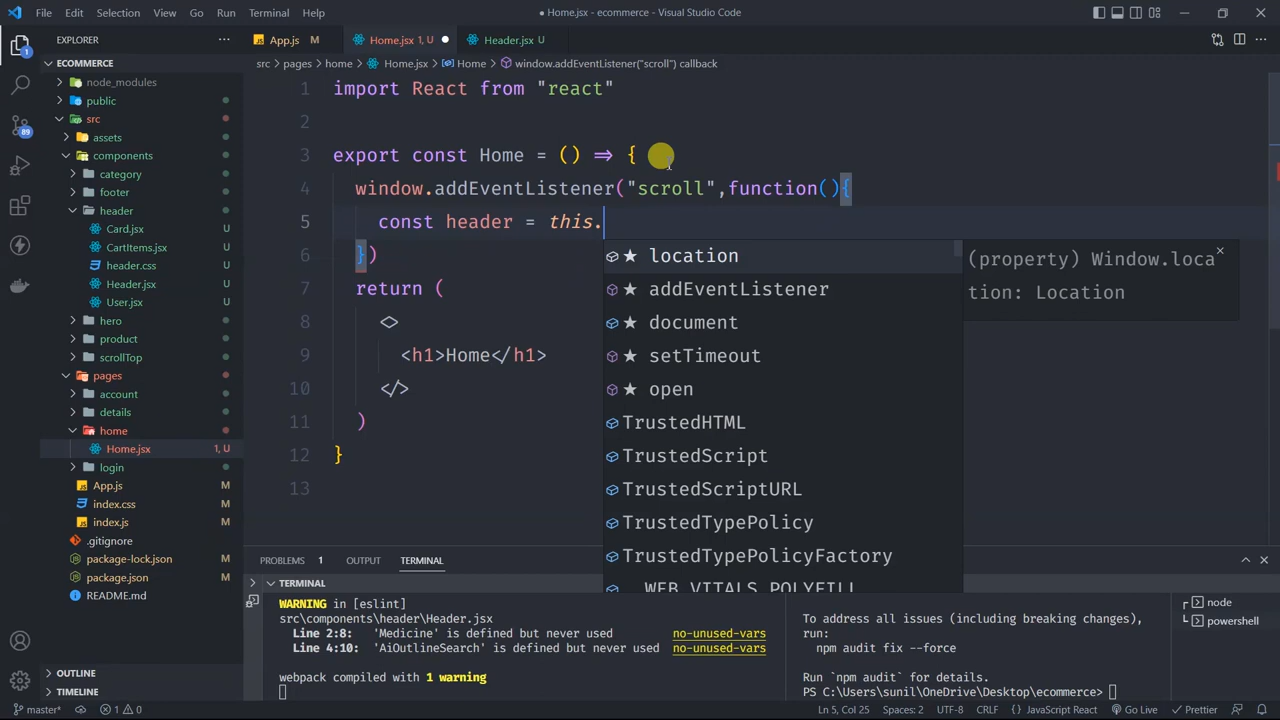 File Edit Selection View Go Run Terminal Help
● Home.jsx - ecommerce - Visual Studio Code
EXPLORER ···
App.js M
Home.jsx 1, U ●
Header.jsx U
src > pages > home > Home.jsx > Home > window.addEventListener("scroll") callback
ECOMMERCE
node_modules
public
src
assets
components
category
footer
header
Card.jsx U
CartItems.jsx U
header.css U
Header.jsx U
User.jsx U
hero
product
scrollTop
pages
account
details
home
Home.jsx 1, U
login
App.js M
index.css M
index.js M
.gitignore
package-lock.json M
package.json M
README.md
OUTLINE
TIMELINE
1
89
1 import React from "react"
2
3 export const Home = () => {
4 window.addEventListener("scroll",function(){
5 const header = this.
6 })
7 return (
8 <>
9 <h1>Home</h1>
10 </>
11 )
12 }
13
★ location
★ addEventListener
★ document
★ setTimeout
★ open
TrustedHTML
TrustedScript
TrustedScriptURL
TrustedTypePolicy
TrustedTypePolicyFactory
WEB_VITALS_POLYFILL
(property) Window.loca
tion: Location
PROBLEMS 1 OUTPUT TERMINAL
TERMINAL
WARNING in [eslint]
src\components\header\Header.jsx
Line 2:8: 'Medicine' is defined but never used no-unused-vars
Line 4:10: 'AiOutlineSearch' is defined but never used no-unused-vars
webpack compiled with 1 warning
To address all issues (including breaking changes),
run:
npm audit fix --force
Run `npm audit` for details.
PS C:\Users\sunil\OneDrive\Desktop\ecommerce>
node
powershell
master* 1 0
Ln 5, Col 25 Spaces: 2 UTF-8 CRLF JavaScript React Go Live Prettier